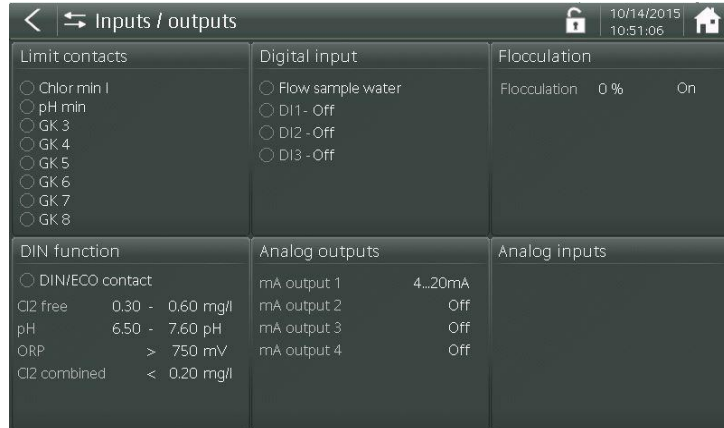 Inputs / outputs
10/14/2015
10:51:06
Limit contacts
Chlor min I
pH min
GK 3
GK 4
GK 5
GK 6
GK 7
GK 8
Digital input
Flow sample water
DI1- Off
DI2 - Off
DI3 - Off
Flocculation
Flocculation 0 % On
DIN function
DIN/ECO contact
Cl2 free 0.30 - 0.60 mg/l
pH 6.50 - 7.60 pH
ORP > 750 mV
Cl2 combined < 0.20 mg/l
Analog outputs
mA output 1 4...20mA
mA output 2 Off
mA output 3 Off
mA output 4 Off
Analog inputs